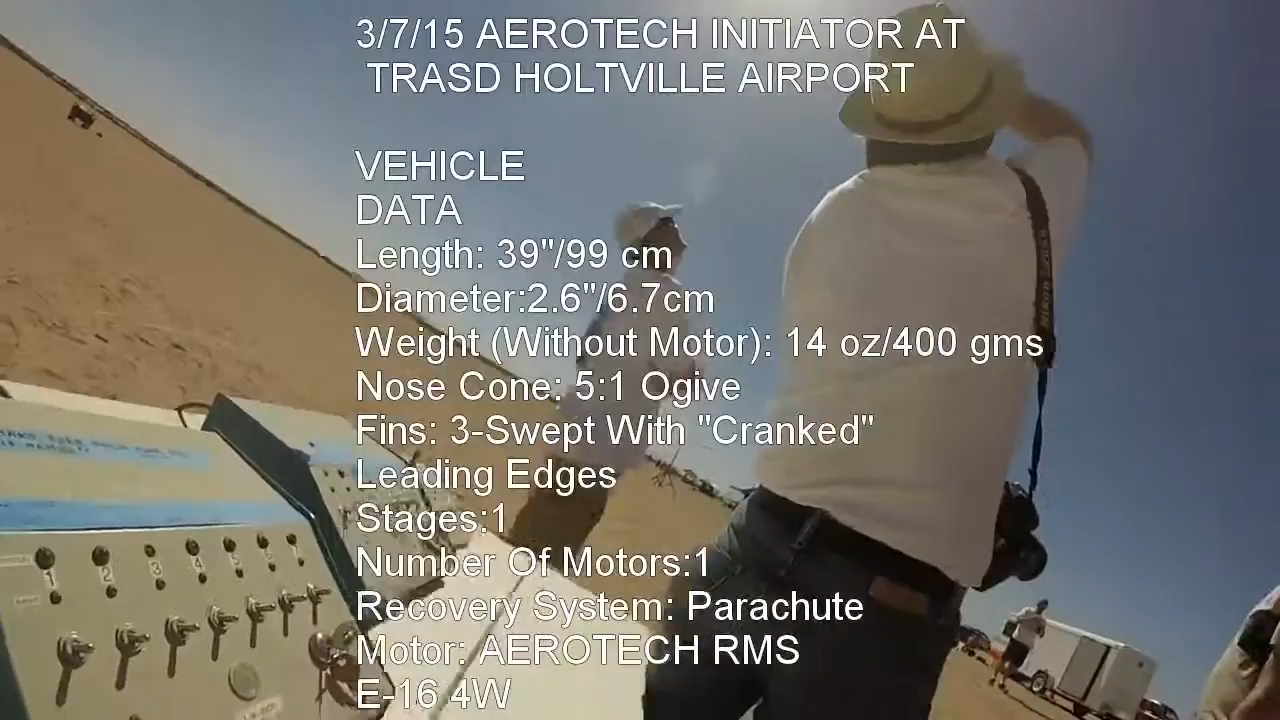 3/7/15 AEROTECH INITIATOR AT
TRASD HOLTVILLE AIRPORT
VEHICLE
DATA
Length: 39"/99 cm
Diameter:2.6"/6.7cm
Weight (Without Motor): 14 oz/400 gms
Nose Cone: 5:1 Ogive
Fins: 3-Swept With "Cranked"
Leading Edges
Stages:1
Number Of Motors:1
Recovery System: Parachute
Motor: AEROTECH RMS
E-16 4W
Nikon
1 2 3 4 5 6 7